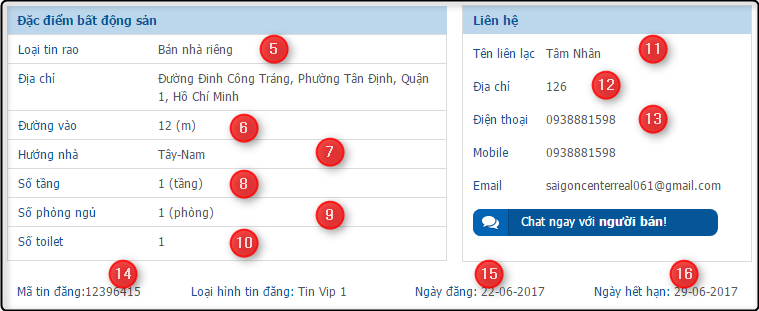 Đặc điểm bất động sản
Loại tin rao Bán nhà riêng 5
Địa chỉ Đường Đinh Công Tráng, Phường Tân Định, Quận
1, Hồ Chí Minh
Đường vào 12 (m) 6
Hướng nhà Tây-Nam 7
Số tầng 1 (tầng) 8
Số phòng ngủ 1 (phòng) 9
Số toilet 1 10
Liên hệ
Tên liên lạc Tâm Nhân 11
Địa chỉ 126 12
Điện thoại 0938881598 13
Mobile 0938881598
Email saigoncenterreal061@gmail.com
Chat ngay với người bán!
14 15 16
Mã tin đăng:12396415 Loại hình tin đăng: Tin Vip 1 Ngày đăng: 22-06-2017 Ngày hết hạn: 29-06-2017